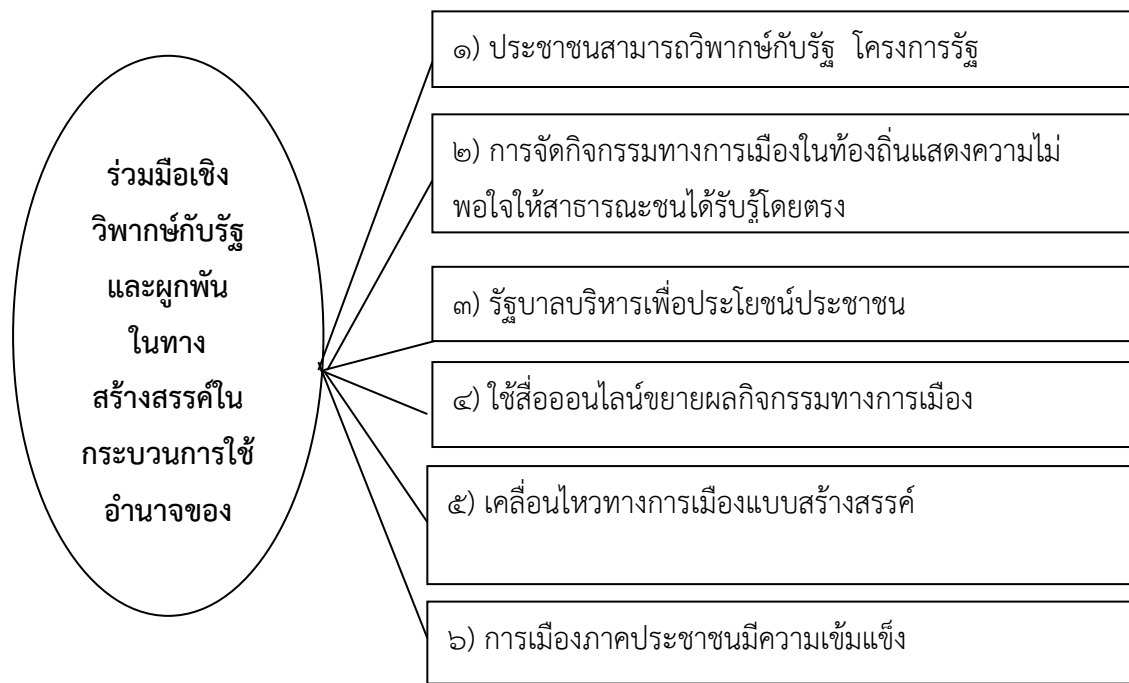 ร่วมมือเชิง
วิพากษ์กับรัฐ
และผูกพัน
ในทาง
สร้างสรรค์ใน
กระบวนการใช้
อำนาจของ
๑) ประชาชนสามารถวิพากษ์กับรัฐ โครงการรัฐ
๒) การจัดกิจกรรมทางการเมืองในท้องถิ่นแสดงความไม่
พอใจให้สาธารณะชนได้รับรู้โดยตรง
๓) รัฐบาลบริหารเพื่อประโยชน์ประชาชน
๔) ใช้สื่อออนไลน์ขยายผลกิจกรรมทางการเมือง
๕) เคลื่อนไหวทางการเมืองแบบสร้างสรรค์
๖) การเมืองภาคประชาชนมีความเข้มแข็ง